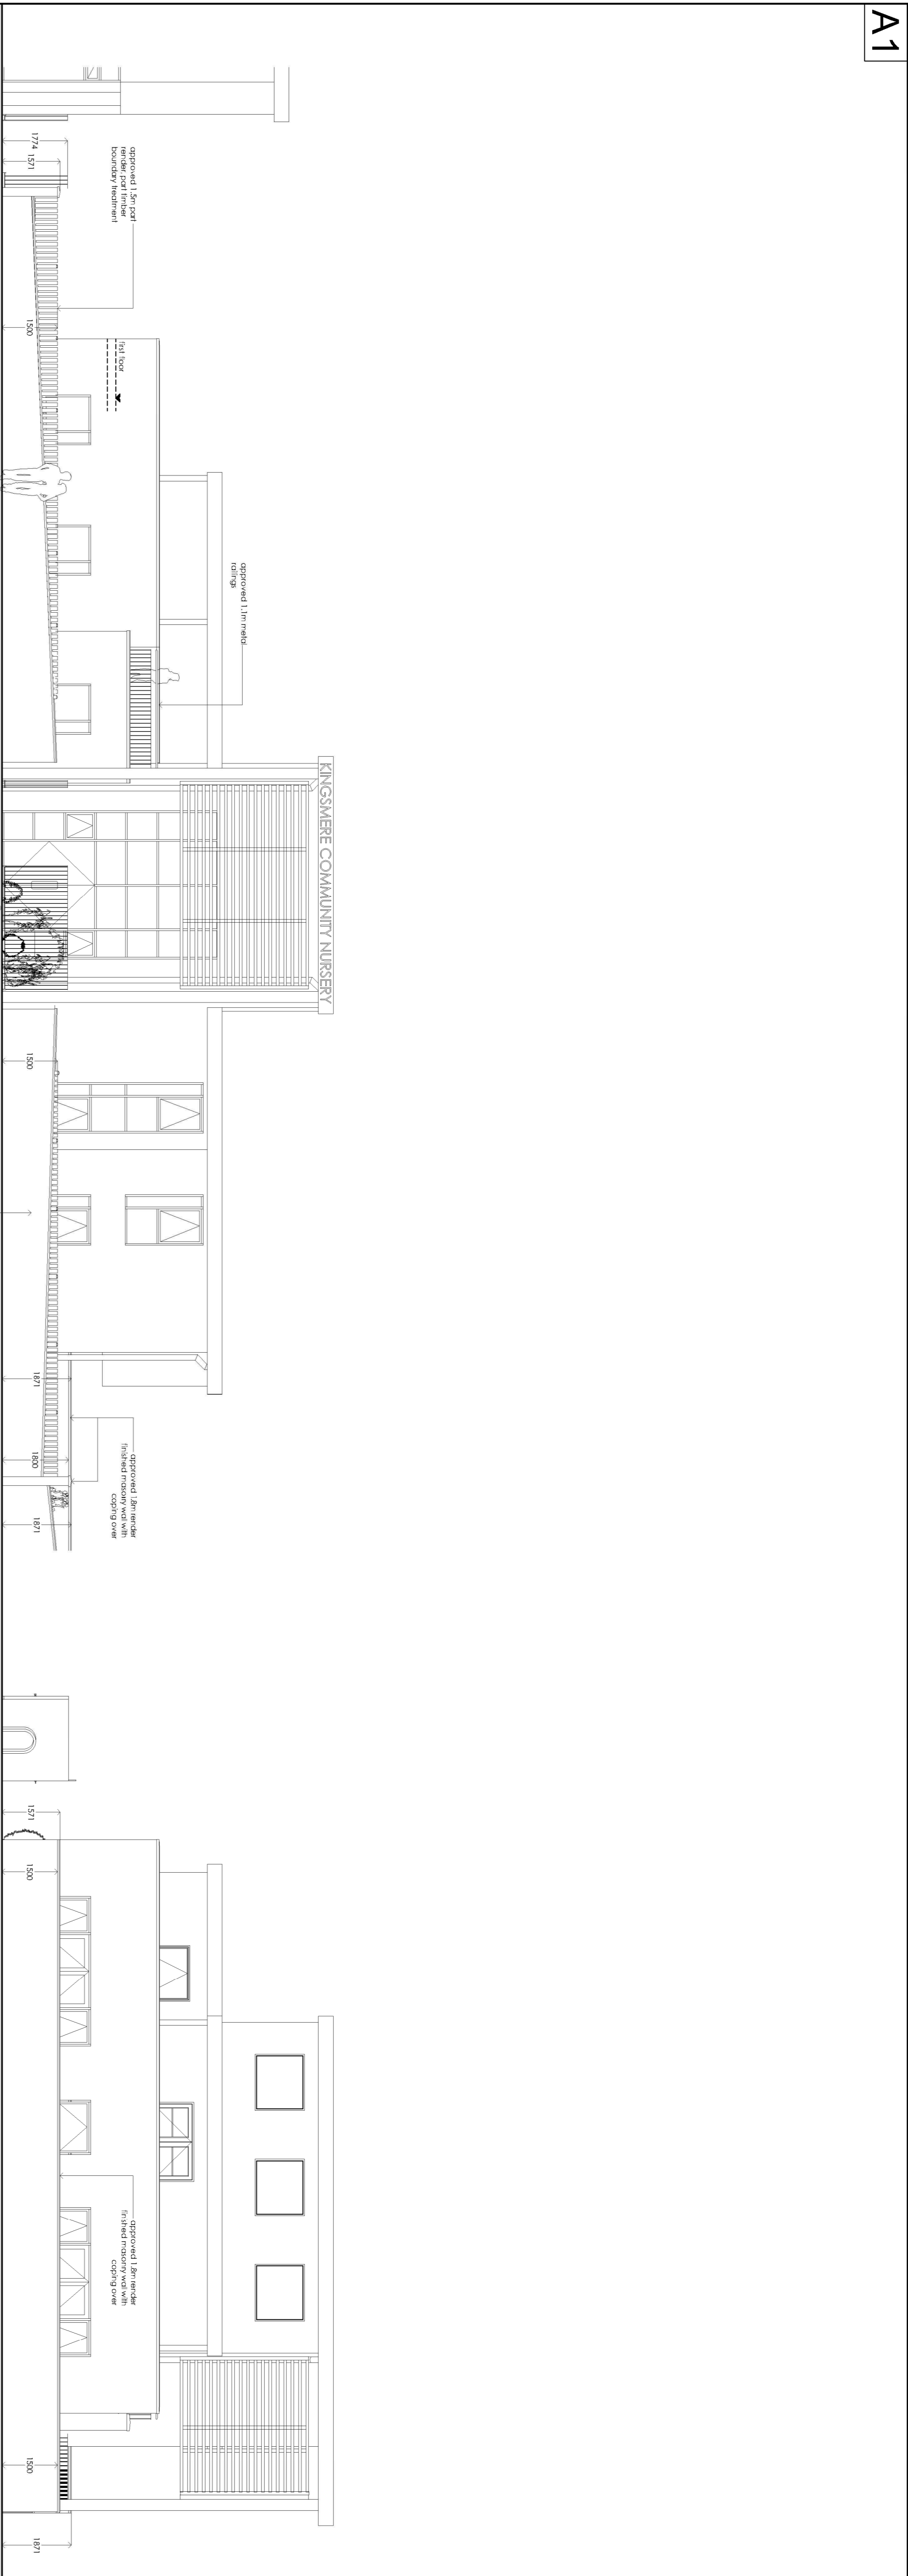 A1
1774
1571
approved 1.5m part
render, part timber
boundary treatment
1500
first floor
approved 1.1m metal
railings
KINGSMERE COMMUNITY NURSERY
1500
1871
1800
1871
approved 1.8m render
finished masonry wall with
coping over
1571
1500
approved 1.8m render
finished masonry wall with
coping over
1500
1871